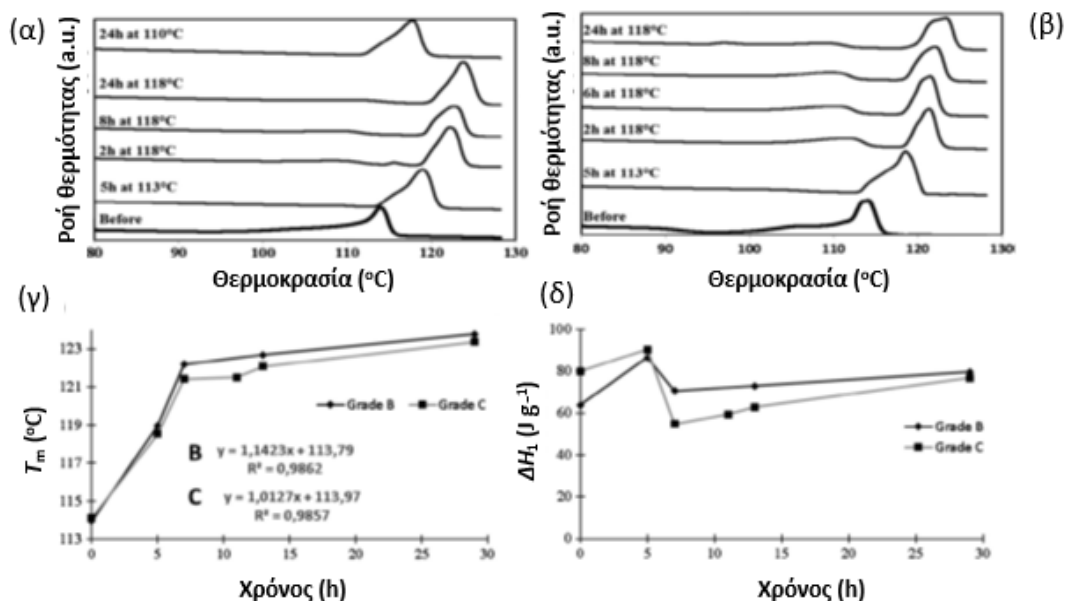 (α)
Ροή θερμότητας (a.u.)
24h at 110°C
24h at 118°C
8h at 118°C
2h at 118°C
5h at 113°C
Before
80 90 100 110 120 130
Θερμοκρασία (°C)
(β)
Ροή θερμότητας (a.u.)
24h at 118°C
8h at 118°C
6h at 118°C
2h at 118°C
5h at 113°C
Before
80 90 100 110 120 130
Θερμοκρασία (°C)
(γ)
Tm (°C)
123
121
119
117
115
113
Grade B Grade C
B y = 1,1423x + 113,79
R² = 0,9862
C y = 1,0127x + 113,97
R² = 0,9857
0 5 10 15 20 25 30
Χρόνος (h)
(δ)
ΔH1 (J g⁻¹)
100
80
60
40
20
0
Grade B
Grade C
0 5 10 15 20 25 30
Χρόνος (h)